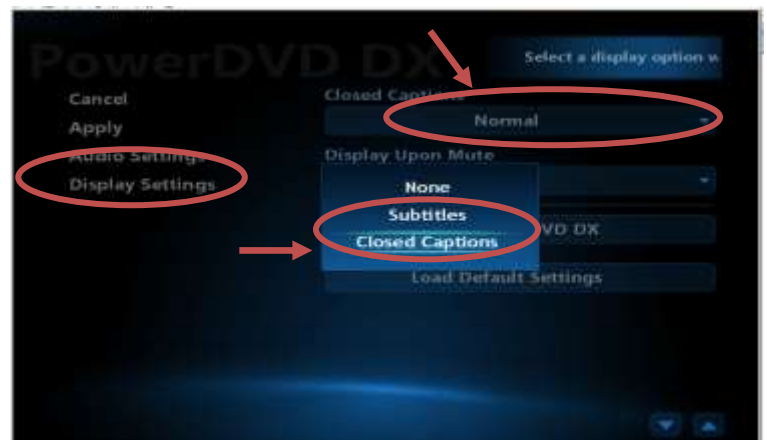 PowerDVD DX
Select a display option w
Cancel
Apply
Audio Settings
Display Settings
Closed Captions
Normal
Display Upon Mute
None
Subtitles
Closed Captions
VD DX
Load Default Settings